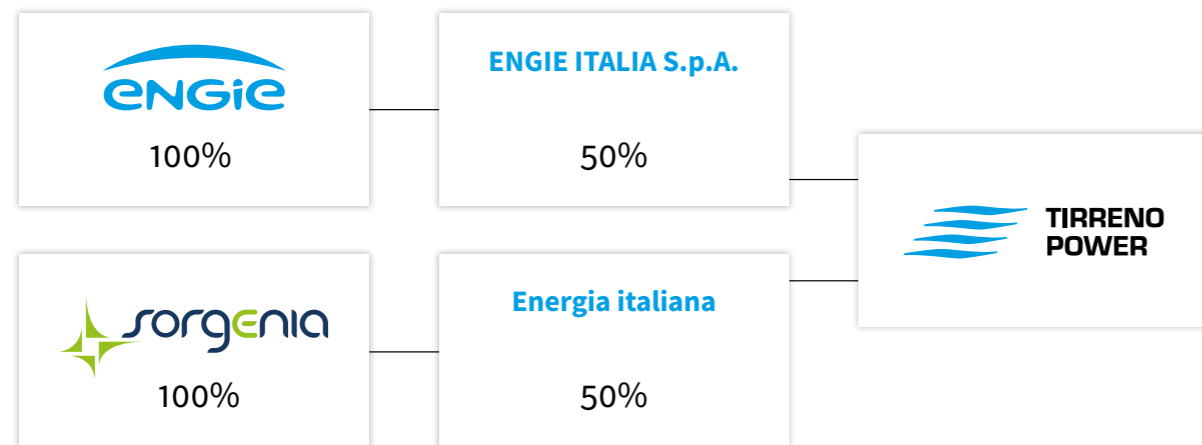 ENGIE
100%
ENGIE ITALIA S.p.A.
50%
sorgenia
100%
Energia italiana
50%
TIRRENO
POWER